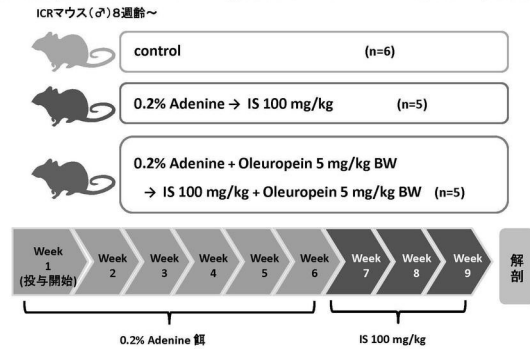 ICRマウス(♂)8週齢～
control (n=6)
0.2% Adenine → IS 100 mg/kg (n=5)
0.2% Adenine + Oleuropein 5 mg/kg BW
→ IS 100 mg/kg + Oleuropein 5 mg/kg BW (n=5)
Week
1
(投与開始)
Week
2
Week
3
Week
4
Week
5
Week
6
Week
7
Week
8
Week
9
解
剖
0.2% Adenine 餌
IS 100 mg/kg